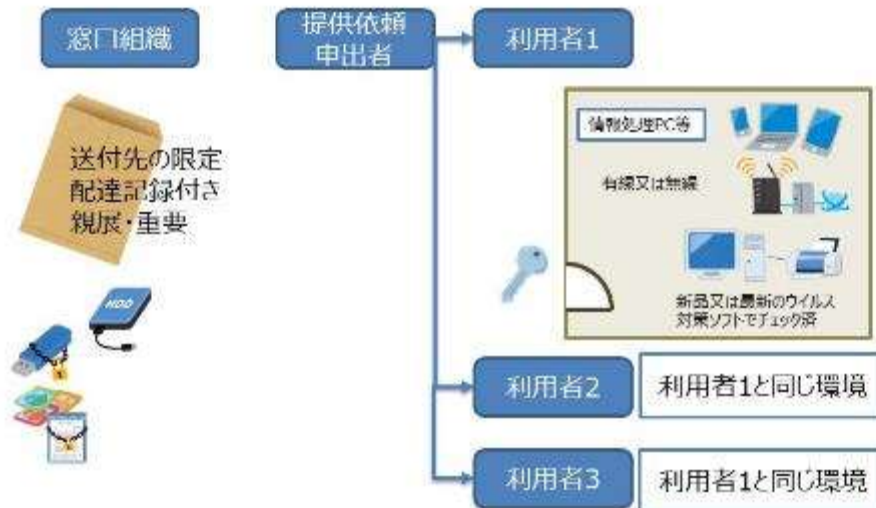 窓口組織
提供依頼
申出者
利用者1
送付先の限定
配達記録付き
親展・重要
HDD
情報処理PC等
有線又は無線
新品又は最新のウイルス
対策ソフトでチェック済
利用者2
利用者1と同じ環境
利用者3
利用者1と同じ環境